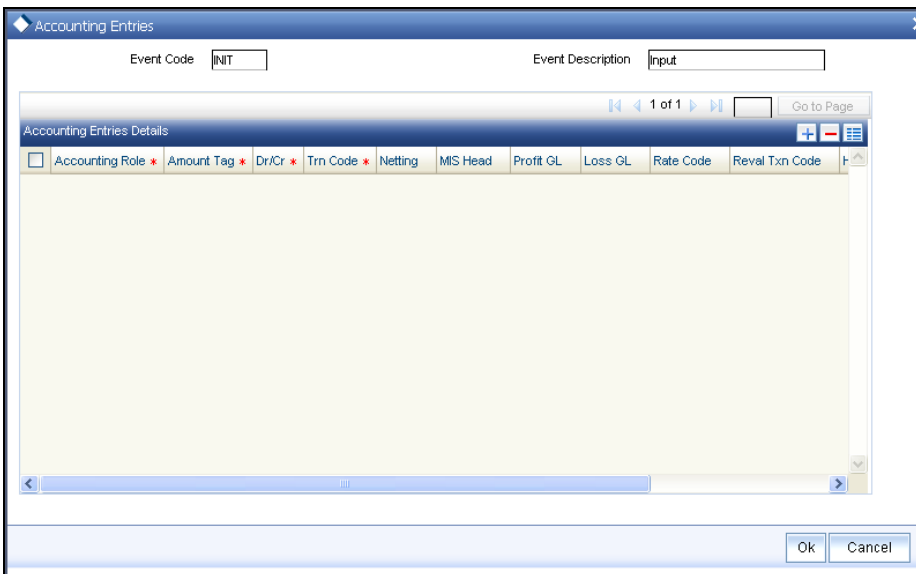 Accounting Entries
Event Code INIT Event Description Input
1 of 1 Go to Page
Accounting Entries Details
Accounting Role * Amount Tag * Dr/Cr * Trn Code * Netting MIS Head Profit GL Loss GL Rate Code Reval Txn Code H
Ok Cancel